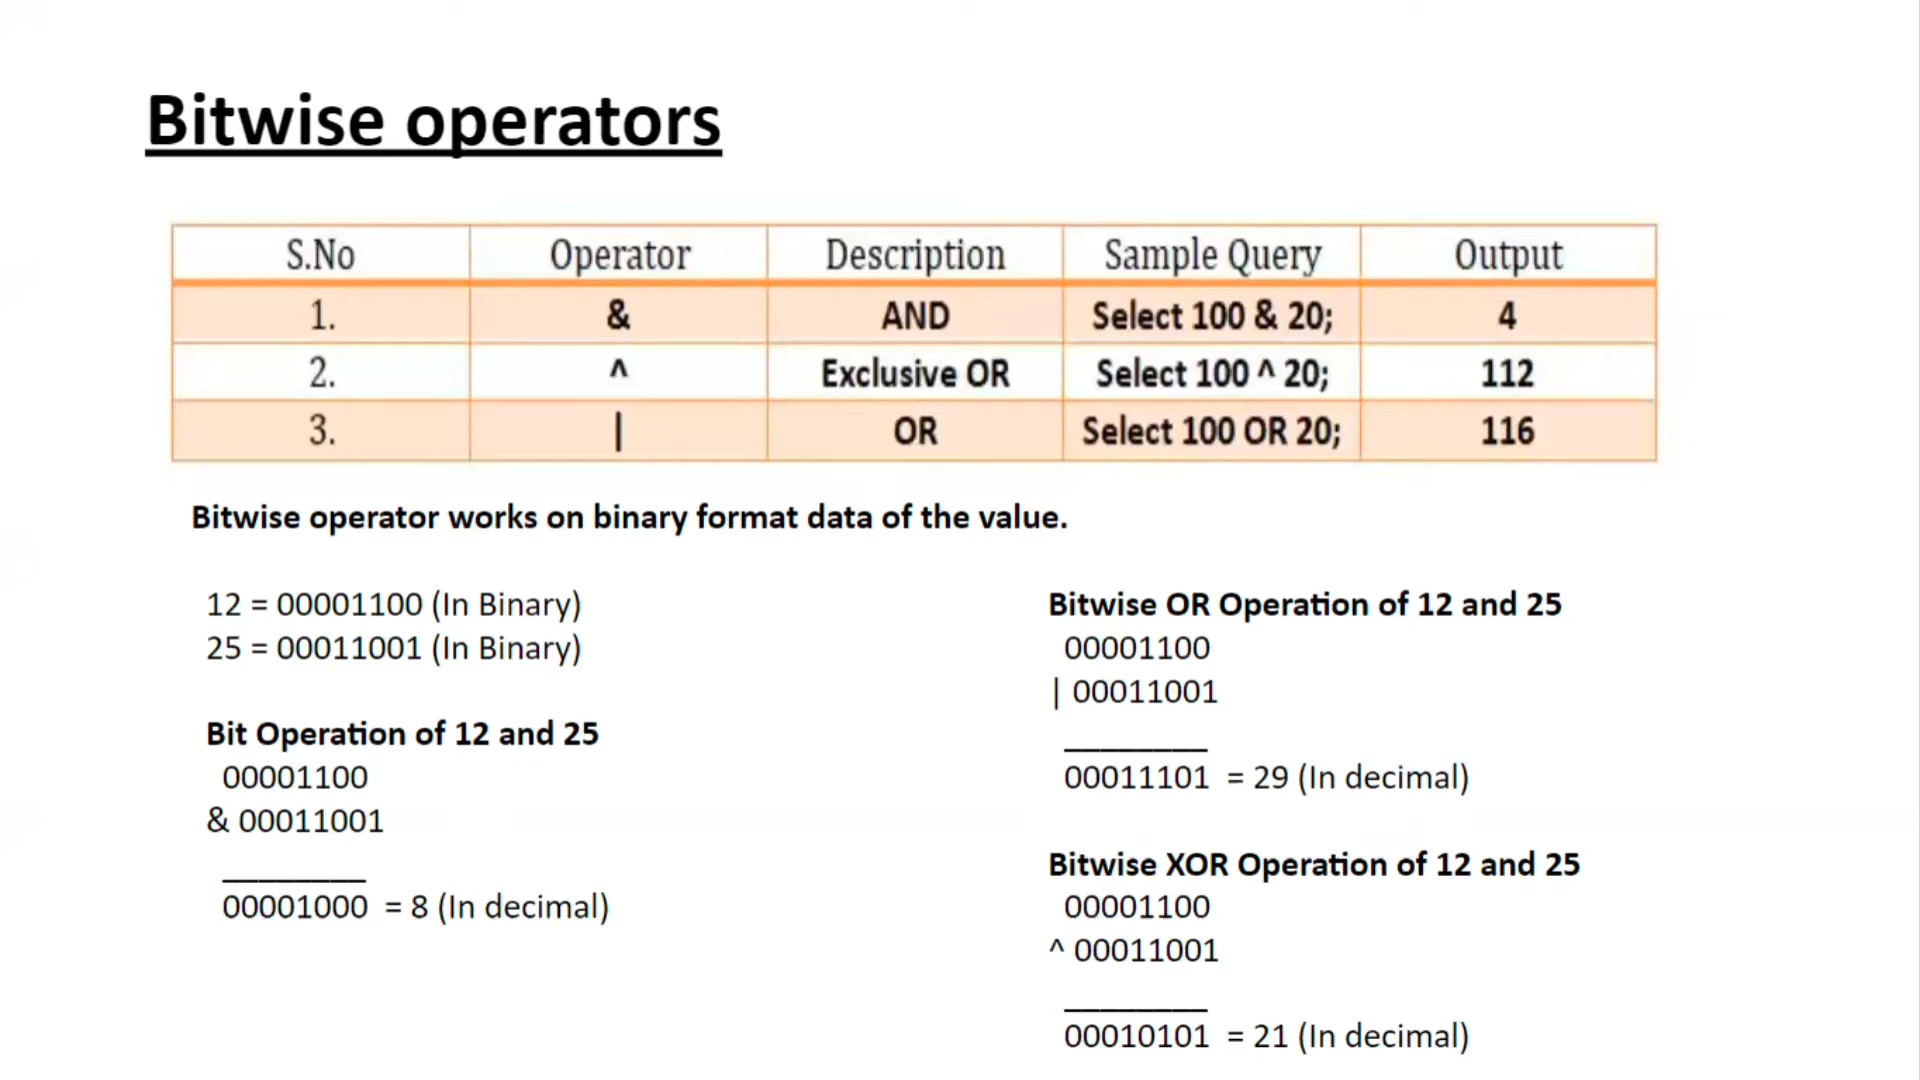 Bitwise operators
S.No Operator Description Sample Query Output
1. & AND Select 100 & 20; 4
2. ^ Exclusive OR Select 100 ^ 20; 112
3. | OR Select 100 OR 20; 116
Bitwise operator works on binary format data of the value.
12 = 00001100 (In Binary)
25 = 00011001 (In Binary)
Bit Operation of 12 and 25
00001100
& 00011001
________
00001000 = 8 (In decimal)
Bitwise OR Operation of 12 and 25
00001100
| 00011001
________
00011101 = 29 (In decimal)
Bitwise XOR Operation of 12 and 25
00001100
^ 00011001
________
00010101 = 21 (In decimal)